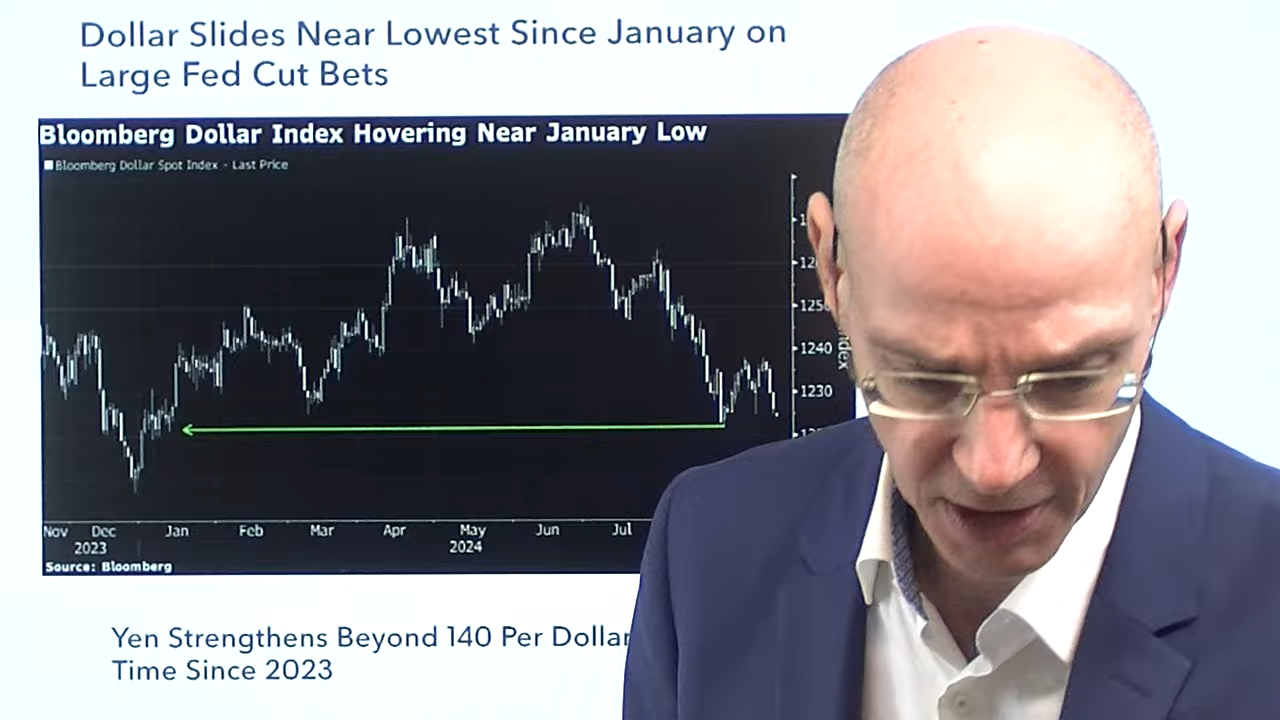 Dollar Slides Near Lowest Since January on
Large Fed Cut Bets
Bloomberg Dollar Index Hovering Near January Low
Bloomberg Dollar Spot Index - Last Price
1250
1240
1230
Nov Dec Jan Feb Mar Apr May Jun Jul
2023 2024
Source: Bloomberg
Yen Strengthens Beyond 140 Per Dollar
Time Since 2023